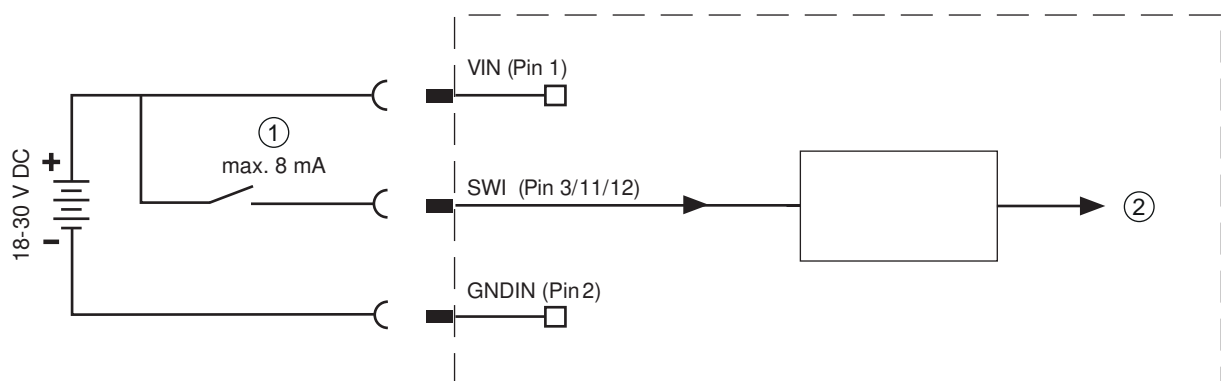 VIN (Pin 1)
①
max. 8 mA
+
18-30 V DC
-
SWI (Pin 3/11/12)
②
GNDIN (Pin 2)